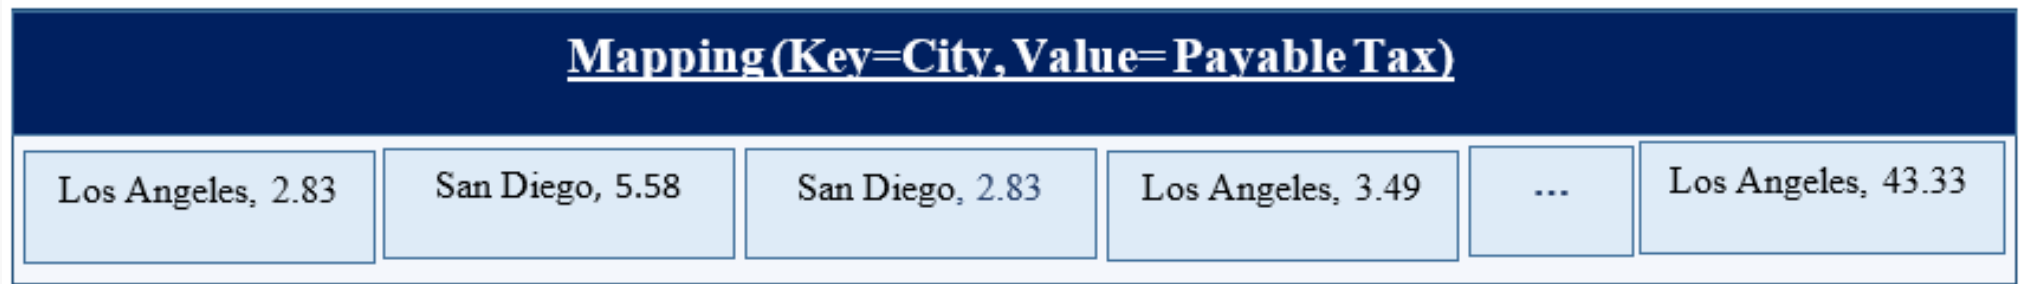 Mapping (Key=City, Value= Payable Tax)
Los Angeles, 2.83
San Diego, 5.58
San Diego, 2.83
Los Angeles, 3.49
...
Los Angeles, 43.33